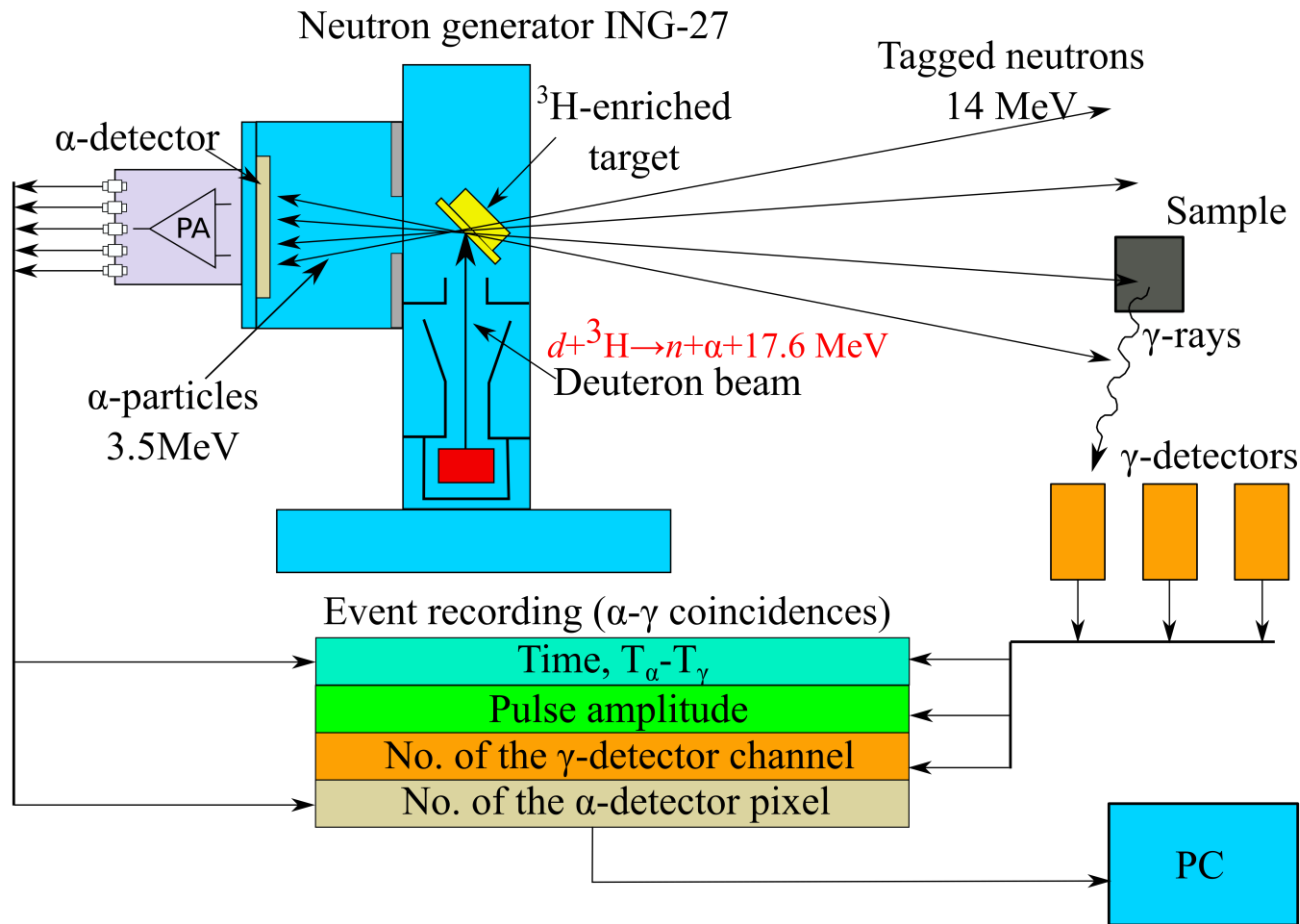 Neutron generator ING-27
Tagged neutrons
14 MeV
³H-enriched
target
α-detector
PA
Sample
γ-rays
d+³H→n+α+17.6 MeV
Deuteron beam
α-particles
3.5MeV
γ-detectors
Event recording (α-γ coincidences)
Time, Tα-Tγ
Pulse amplitude
No. of the γ-detector channel
No. of the α-detector pixel
PC